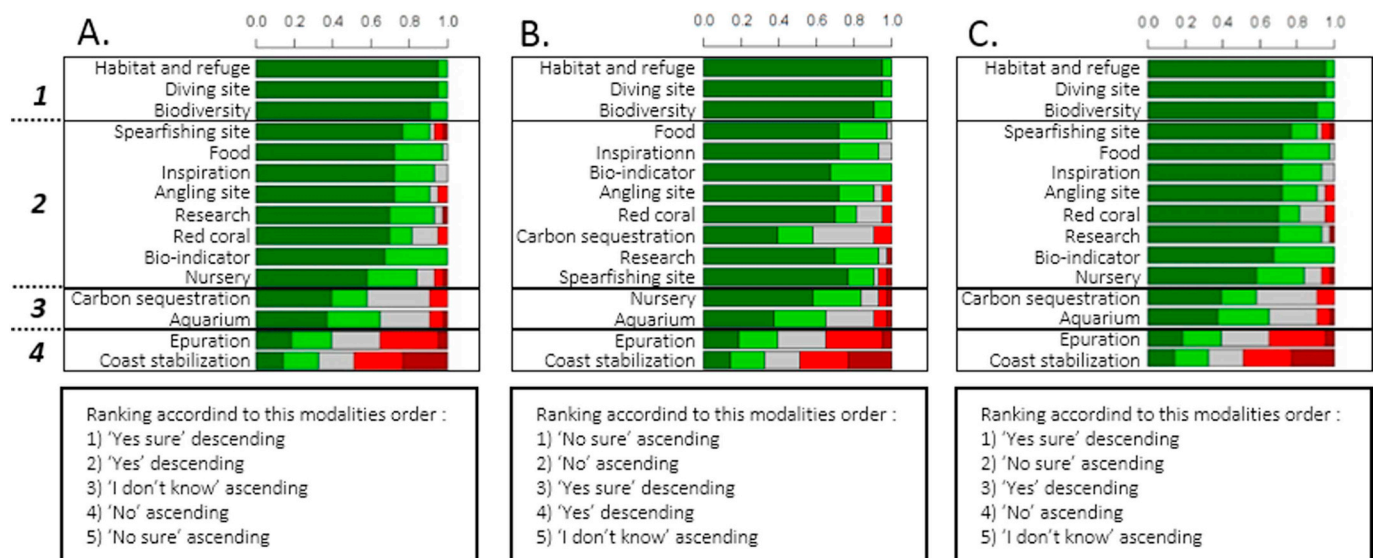 A.
0.0 0.2 0.4 0.6 0.8 1.0
1
Habitat and refuge
Diving site
Biodiversity
2
Spearfishing site
Food
Inspiration
Angling site
Research
Red coral
Bio-indicator
Nursery
3
Carbon sequestration
Aquarium
4
Epuration
Coast stabilization
Ranking accordind to this modalities order :
1) ‘Yes sure’ descending
2) ‘Yes’ descending
3) ‘I don’t know’ ascending
4) ‘No’ ascending
5) ‘No sure’ ascending
B.
0.0 0.2 0.4 0.6 0.8 1.0
Habitat and refuge
Diving site
Biodiversity
Food
Inspirationn
Bio-indicator
Angling site
Red coral
Carbon sequestration
Research
Spearfishing site
Nursery
Aquarium
Epuration
Coast stabilization
Ranking accordind to this modalities order :
1) ‘No sure’ ascending
2) ‘No’ ascending
3) ‘Yes sure’ descending
4) ‘Yes’ descending
5) ‘I don’t know’ ascending
C.
0.0 0.2 0.4 0.6 0.8 1.0
Habitat and refuge
Diving site
Biodiversity
Spearfishing site
Food
Inspiration
Angling site
Red coral
Research
Bio-indicator
Nursery
Carbon sequestration
Aquarium
Epuration
Coast stabilization
Ranking accordind to this modalities order :
1) ‘Yes sure’ descending
2) ‘No sure’ ascending
3) ‘Yes’ descending
4) ‘No’ ascending
5) ‘I don’t know’ ascending